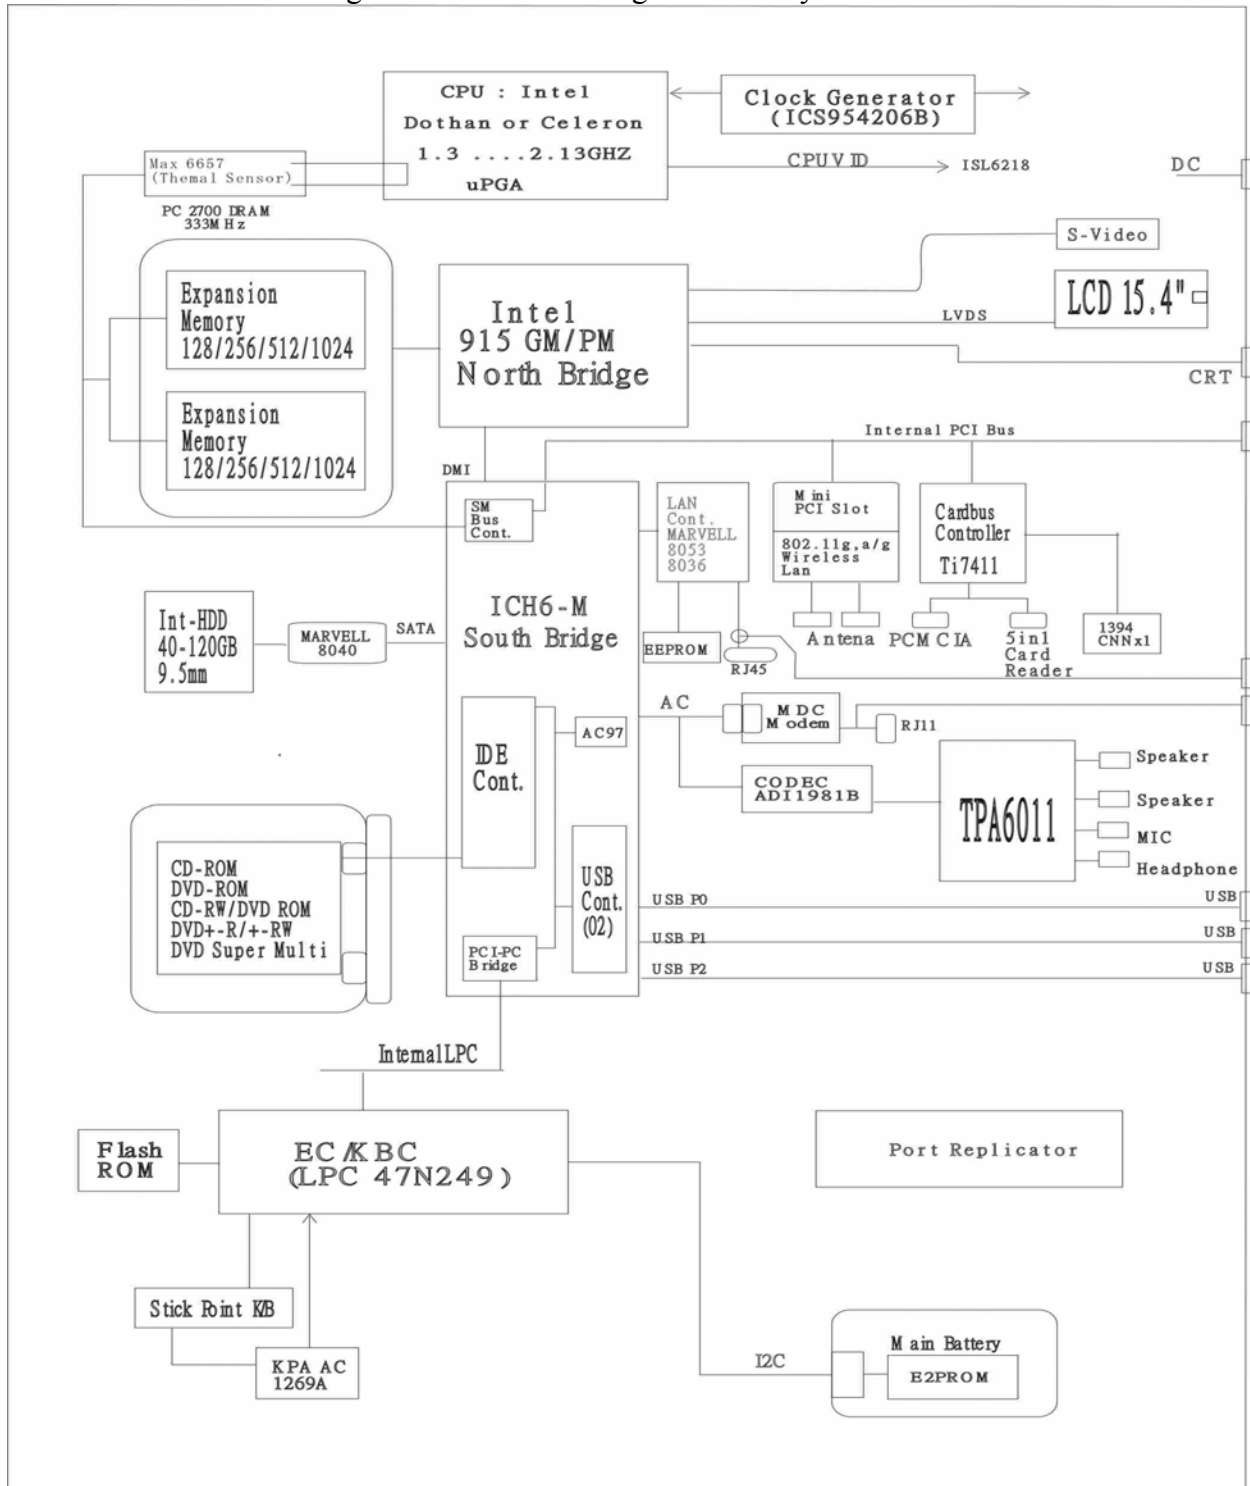 CPU : Intel
Dothan or Celeron
1.3 ....2.13GHZ
uPGA
Clock Generator
(ICS954206B)
CPUVID
ISL6218
DC
Max 6657
(Themal Sensor)
PC 2700 DRAM
333MHz
Expansion
Memory
128/256/512/1024
Expansion
Memory
128/256/512/1024
Intel
915 GM/PM
North Bridge
S-Video
LCD 15.4"
LVDS
CRT
Internal PCI Bus
DMI
SM
Bus
Cont.
ICH6-M
South Bridge
LAN
Cont.
MARVELL
8053
8036
Mini
PCI Slot
802.11g,a/g
Wireless
Lan
Cardbus
Controller
Ti7411
Int-HDD
40-120GB
9.5mm
MARVELL
8040
SATA
EEPROM
RJ45
Antena
PCMCIA
5in1
Card
Reader
1394
CNNx1
IDE
Cont.
AC97
AC
MDC
Modem
RJ11
CODEC
ADI1981B
TPA6011
Speaker
Speaker
MIC
Headphone
CD-ROM
DVD-ROM
CD-RW/DVD ROM
DVD+-R/+-RW
DVD Super Multi
USB
Cont.
(02)
PCI-PC
Bridge
USB P0
USB
USB P1
USB
USB P2
USB
Internal LPC
Flash
ROM
EC/KBC
(LPC 47N249)
Port Replicator
Stick Point K/B
KPA AC
1269A
I2C
Main Battery
E2PROM